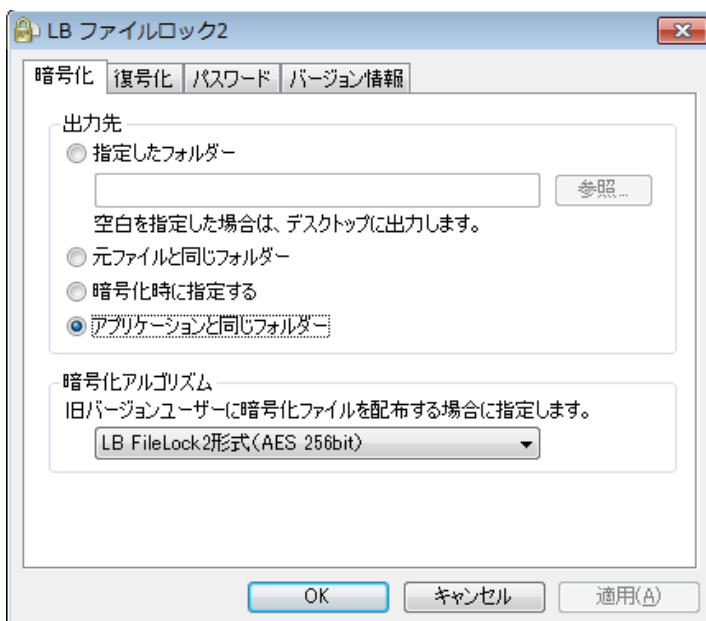 LB ファイルロック2
暗号化 復号化 パスワード バージョン情報
出力先
指定したフォルダー
参照...
空白を指定した場合は、デスクトップに出力します。
元ファイルと同じフォルダー
暗号化時に指定する
アプリケーションと同じフォルダー
暗号化アルゴリズム
旧バージョンユーザーに暗号化ファイルを配布する場合に指定します。
LB FileLock2形式(AES 256bit)
OK キャンセル 適用(A)